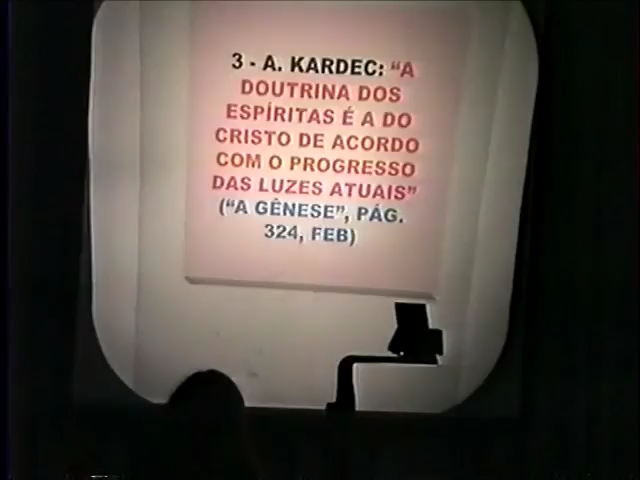 3 - A. KARDEC: “A
DOUTRINA DOS
ESPÍRITAS É A DO
CRISTO DE ACORDO
COM O PROGRESSO
DAS LUZES ATUAIS”
(“A GÊNESE”, PÁG.
324, FEB)